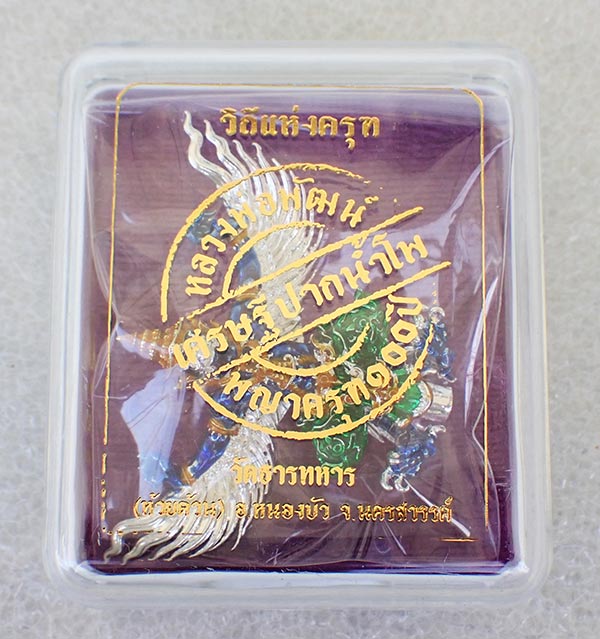 วิถีแห่งครุฑ
หลวงพ่อพัฒน์
เศรษฐีปากน้ำโพ
พญาครุฑ๑๐๐ปี
วัดธารทหาร
(ห้วยด้วน) อ.หนองบัว จ.นครสวรรค์